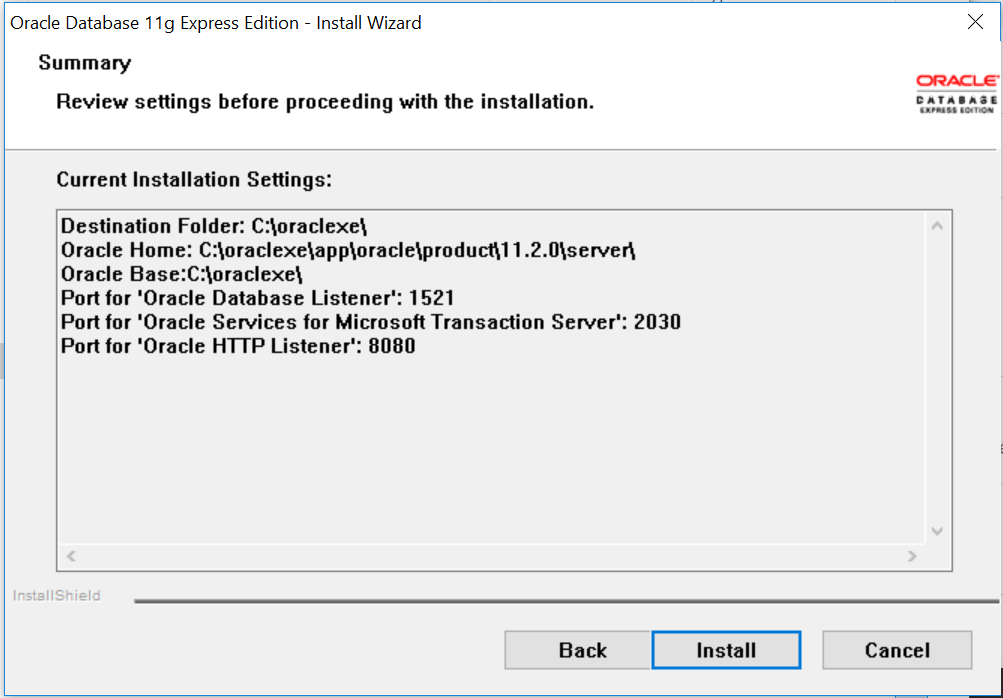 Oracle Database 11g Express Edition - Install Wizard
Summary
Review settings before proceeding with the installation.
ORACLE
DATABASE
EXPRESS EDITION
Current Installation Settings:
Destination Folder: C:\oraclexe\
Oracle Home: C:\oraclexe\app\oracle\product\11.2.0\server\
Oracle Base:C:\oraclexe\
Port for 'Oracle Database Listener': 1521
Port for 'Oracle Services for Microsoft Transaction Server': 2030
Port for 'Oracle HTTP Listener': 8080
InstallShield
Back Install Cancel